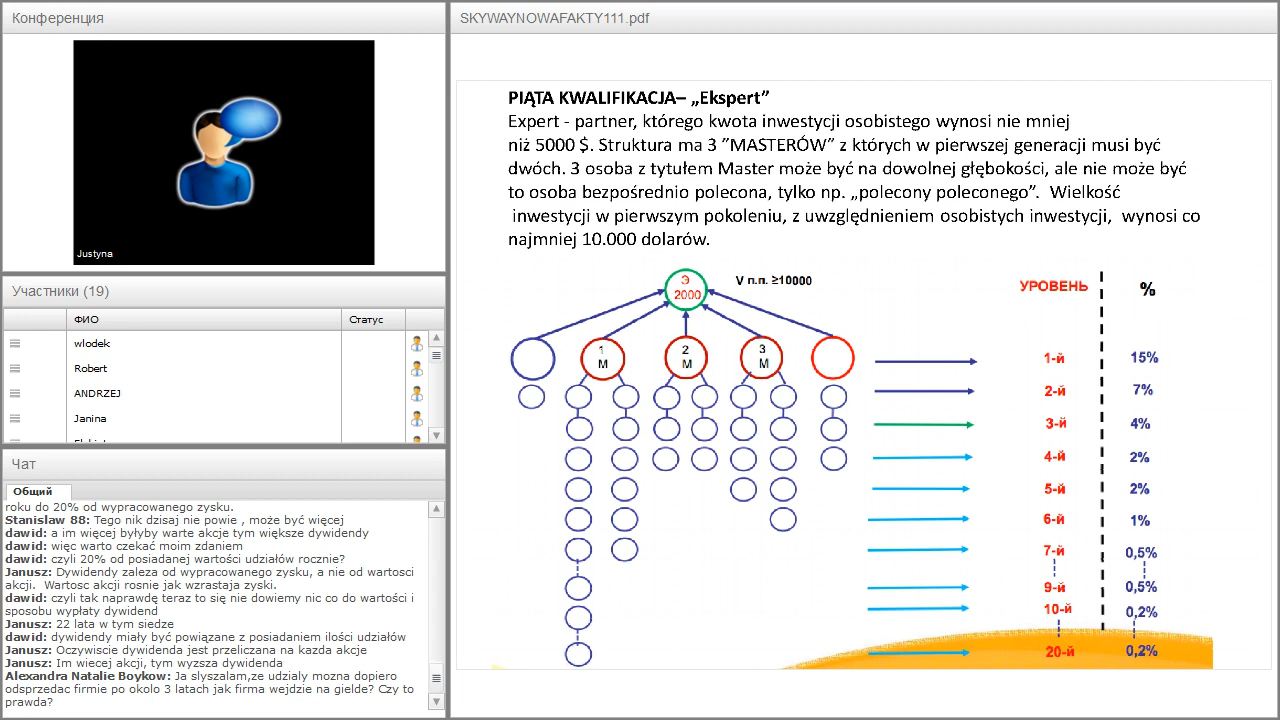 Конференция
Justyna
Участники (19)
ФИО
Статус
wlodek
Robert
ANDRZEJ
Janina
Чат
Общий
roku do 20% od wypracowanego zysku.
Stanislaw 88: Tego nik dzisaj nie powie , może być więcej
dawid: a im więcej byłyby warte akcje tym większe dywidendy
dawid: więc warto czekać moim zdaniem
dawid: czyli 20% od posiadanej wartości udziałów rocznie?
Janusz: Dywidendy zaleza od wypracowanego zysku, a nie od wartosci
akcji. Wartosc akcji rosnie jak wzrastaja zyski.
dawid: czyli tak naprawdę teraz to się nie dowiemy nic co do wartości i
sposobu wypłaty dywidend
Janusz: 22 lata w tym siedze
dawid: dywidendy miały być powiązane z posiadaniem ilości udziałów
Janusz: Oczywiscie dywidenda jest przeliczana na kazda akcje
Janusz: Im wiecej akcji, tym wyzsza dywidenda
Alexandra Natalie Boykow: Ja slyszalam,ze udzialy mozna dopiero
odsprzedac firmie po okolo 3 latach jak firma wejdzie na gielde? Czy to
prawda?
SKYWAYNOWAFAKTY111.pdf
PIĄTA KWALIFIKACJA– „Ekspert”
Expert - partner, którego kwota inwestycji osobistego wynosi nie mniej
niż 5000 $. Struktura ma 3 ”MASTERÓW” z których w pierwszej generacji musi być
dwóch. 3 osoba z tytułem Master może być na dowolnej głębokości, ale nie może być
to osoba bezpośrednio polecona, tylko np. „polecony poleconego”. Wielkość
inwestycji w pierwszym pokoleniu, z uwzględnieniem osobistych inwestycji, wynosi co
najmniej 10.000 dolarów.
Э
2000
V п.п. ≥10000
УРОВЕНЬ
%
1
М
2
М
3
М
1-й 15%
2-й 7%
3-й 4%
4-й 2%
5-й 2%
6-й 1%
7-й 0,5%
9-й 0,5%
10-й 0,2%
20-й 0,2%